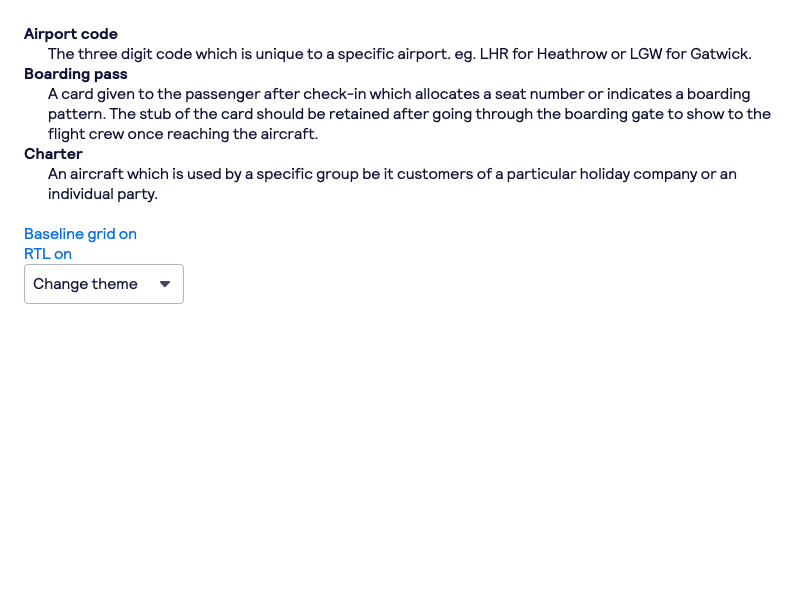 Airport code
The three digit code which is unique to a specific airport. eg. LHR for Heathrow or LGW for Gatwick.
Boarding pass
A card given to the passenger after check-in which allocates a seat number or indicates a boarding
pattern. The stub of the card should be retained after going through the boarding gate to show to the
flight crew once reaching the aircraft.
Charter
An aircraft which is used by a specific group be it customers of a particular holiday company or an
individual party.
Baseline grid on
RTL on
Change theme